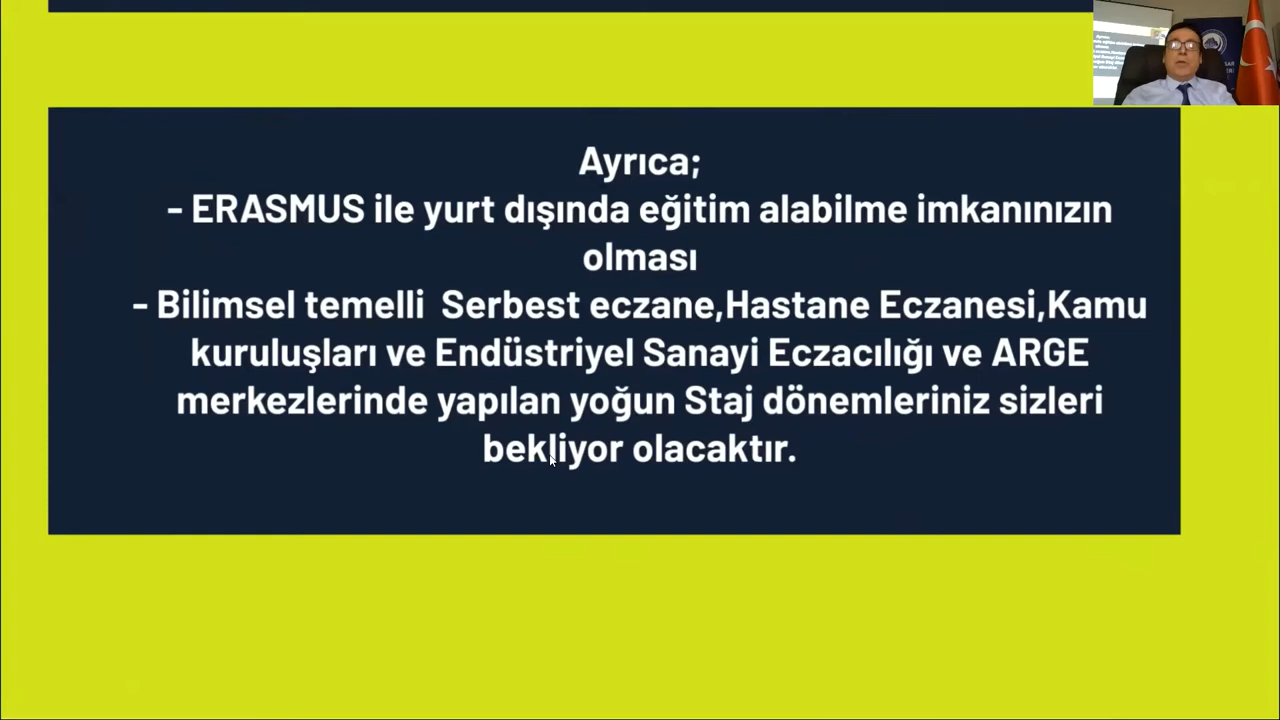 Ayrıca;
- ERASMUS ile yurt dışında eğitim alabilme imkanınızın
olması
- Bilimsel temelli  Serbest eczane,Hastane Eczanesi,Kamu
kuruluşları ve Endüstriyel Sanayi Eczacılığı ve ARGE
merkezlerinde yapılan yoğun Staj dönemleriniz sizleri
bekliyor olacaktır.